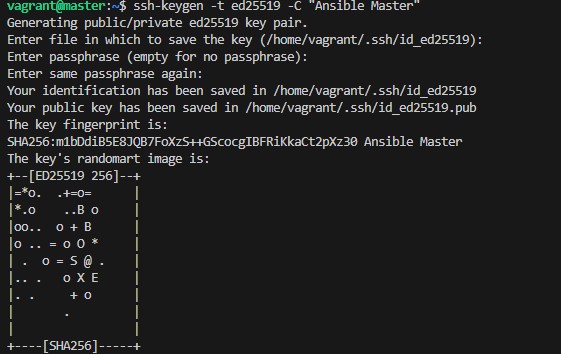 vagrant@master:~$ ssh-keygen -t ed25519 -C "Ansible Master"
Generating public/private ed25519 key pair.
Enter file in which to save the key (/home/vagrant/.ssh/id_ed25519):
Enter passphrase (empty for no passphrase):
Enter same passphrase again:
Your identification has been saved in /home/vagrant/.ssh/id_ed25519
Your public key has been saved in /home/vagrant/.ssh/id_ed25519.pub
The key fingerprint is:
SHA256:m1bDdiB5E8JQB7FoXzS++GScocgIBFRiKkaCt2pXz30 Ansible Master
The key's randomart image is:
+--[ED25519 256]--+
|=*o.  .+=o=      |
|*.o    ..B o     |
|oo..  o + B      |
|o .. = o O *     |
| .  o = S @ .    |
|.. .   o X E     |
|. .     + o      |
|       .         |
|                 |
+----[SHA256]-----+